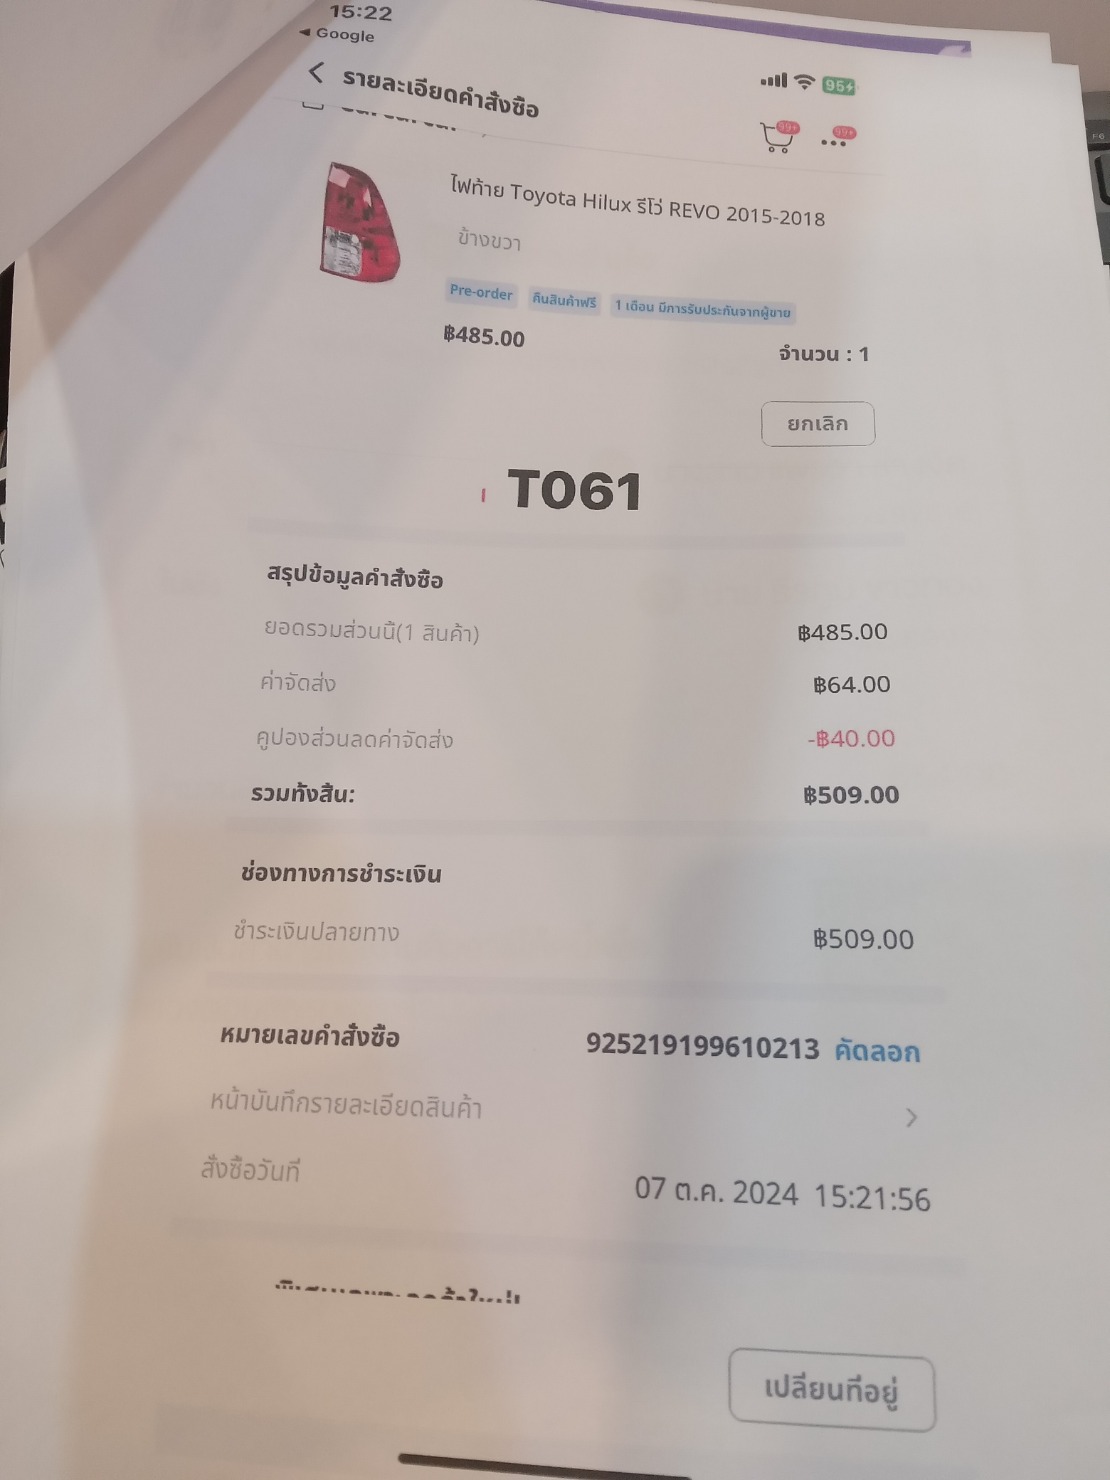 15:22
◄ Google
95
รายละเอียดคำสั่งซื้อ
99+
99+
ไฟท้าย Toyota Hilux รีโว่ REVO 2015-2018
ข้างขวา
Pre-order
คืนสินค้าฟรี
1 เดือน มีการรับประกันจากผู้ขาย
฿485.00
จำนวน : 1
ยกเลิก
T061
สรุปข้อมูลคำสั่งซื้อ
ยอดรวมส่วนนี้(1 สินค้า) ฿485.00
ค่าจัดส่ง ฿64.00
คูปองส่วนลดค่าจัดส่ง -฿40.00
รวมทั้งสิ้น: ฿509.00
ช่องทางการชำระเงิน
ชำระเงินปลายทาง ฿509.00
หมายเลขคำสั่งซื้อ 925219199610213 คัดลอก
หน้าบันทึกรายละเอียดสินค้า
สั่งซื้อวันที่ 07 ต.ค. 2024 15:21:56
เปลี่ยนที่อยู่
F6